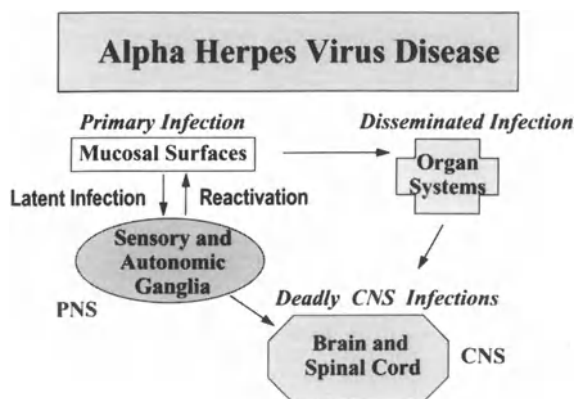 Alpha Herpes Virus Disease
Primary Infection
Disseminated Infection
Mucosal Surfaces
Organ
Systems
Latent Infection
Reactivation
Sensory and
Autonomic
Ganglia
PNS
Deadly CNS Infections
Brain and
Spinal Cord
CNS